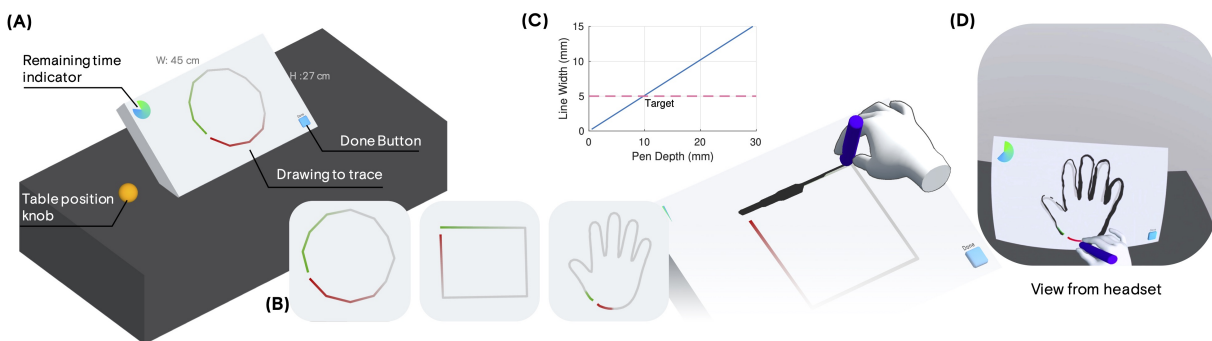 (A)
Remaining time
indicator
W: 45 cm
H :27 cm
Done Button
Drawing to trace
Table position
knob
(B)
(C)
Line Width (mm)
15
10
5
0
Target
0
10
20
30
Pen Depth (mm)
Done
(D)
View from headset